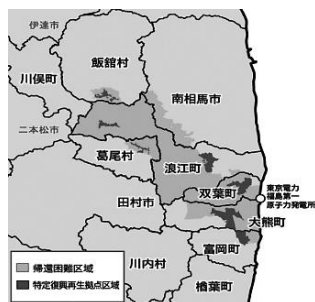 伊達市
飯舘村
川俣町
南相馬市
二本松市
葛尾村
浪江町
双葉町
東京電力
福島第一
原子力発電所
田村市
大熊町
富岡町
川内村
楢葉町
帰還困難区域
特定復興再生拠点区域